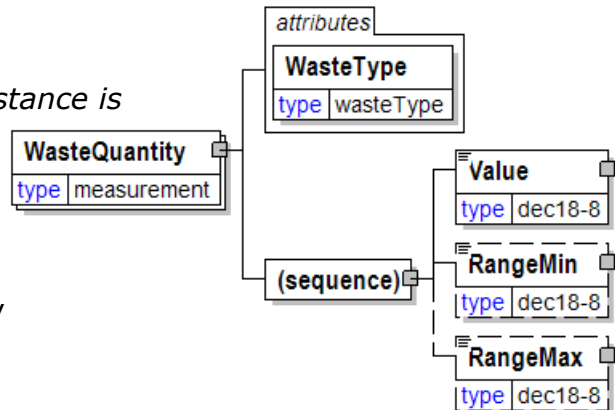 attributes
WasteType
type wasteType
stance is
WasteQuantity
type measurement
Value
type dec18-8
(sequence)
RangeMin
type dec18-8
RangeMax
type dec18-8